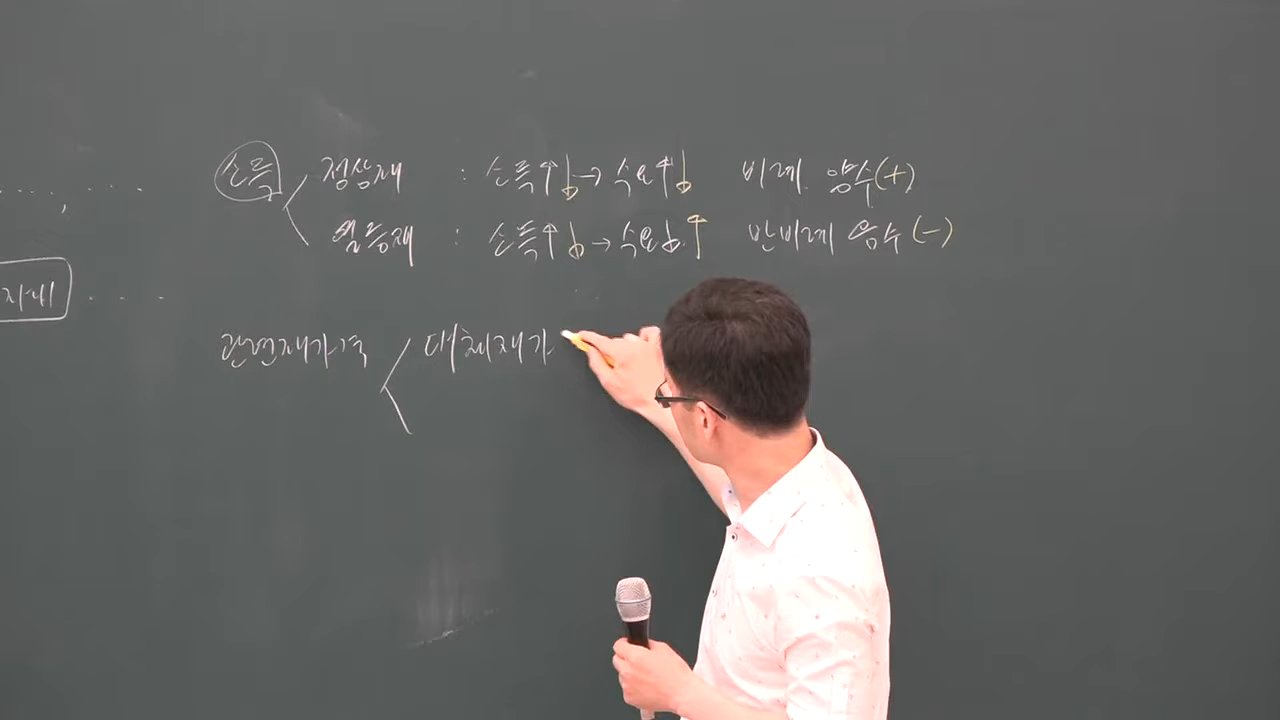 소득 정상재 : 소득↑↓→수요↑↓ 비례 양수(+)
열등재 : 소득↑↓→수요↓↑ 반비례 음수(-)
관련재가격 대체재가